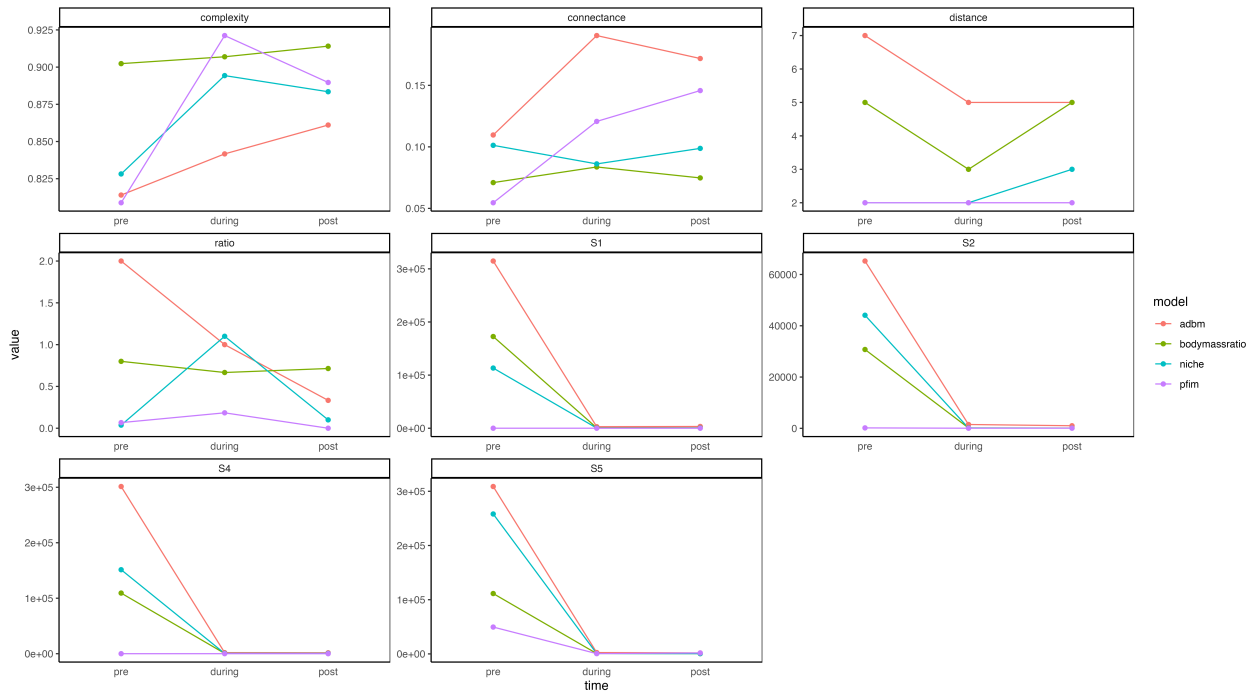 complexity
connectance
distance
0.925
0.900
0.875
0.850
0.825
0.15
0.10
0.05
7
6
5
4
3
2
pre during post
pre during post
pre during post
ratio
S1
S2
2.0
1.5
1.0
0.5
0.0
3e+05
2e+05
1e+05
0e+00
60000
40000
20000
0
pre during post
pre during post
pre during post
S4
S5
3e+05
2e+05
1e+05
0e+00
3e+05
2e+05
1e+05
0e+00
pre during post
pre during post
value
time
model
adbm
bodymassratio
niche
pfim